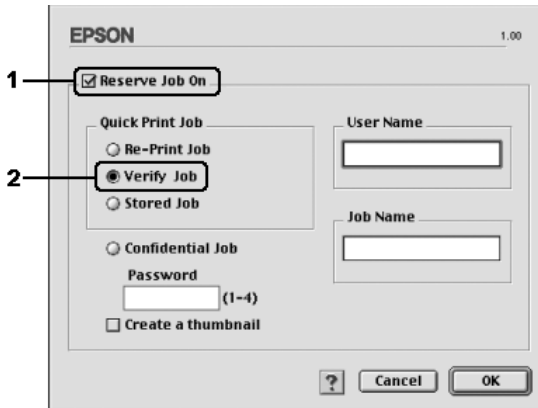 EPSON 1.00
1 Reserve Job On
Quick Print Job
Re-Print Job
2 Verify Job
Stored Job
Confidential Job
Password
(1-4)
Create a thumbnail
User Name
Job Name
? Cancel OK